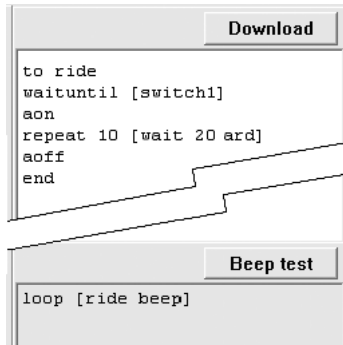 Download
to ride
waituntil [switch1]
aon
repeat 10 [wait 20 ard]
aoff
end
Beep test
loop [ride beep]